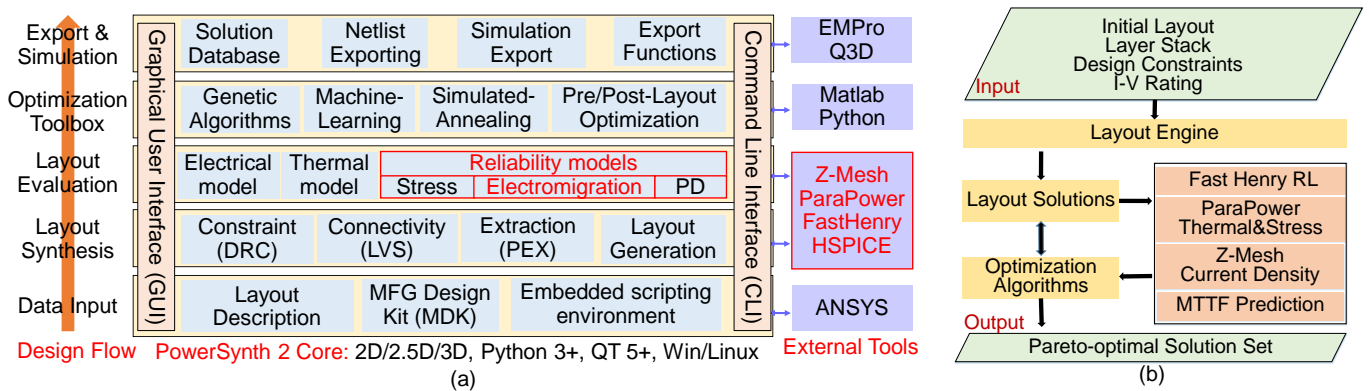 Export &
Simulation
Optimization
Toolbox
Layout
Evaluation
Layout
Synthesis
Data Input
Design Flow
Graphical User Interface (GUI)
Solution
Database
Netlist
Exporting
Simulation
Export
Export
Functions
Genetic
Algorithms
Machine-
Learning
Simulated-
Annealing
Pre/Post-Layout
Optimization
Electrical
model
Thermal
model
Reliability models
Stress
Electromigration
PD
Constraint
(DRC)
Connectivity
(LVS)
Extraction
(PEX)
Layout
Generation
Layout
Description
MFG Design
Kit (MDK)
Embedded scripting
environment
Command Line Interface (CLI)
EMPro
Q3D
Matlab
Python
Z-Mesh
ParaPower
FastHenry
HSPICE
ANSYS
External Tools
PowerSynth 2 Core: 2D/2.5D/3D, Python 3+, QT 5+, Win/Linux
(a)
Initial Layout
Layer Stack
Design Constraints
I-V Rating
Input
Layout Engine
Layout Solutions
Optimization
Algorithms
Fast Henry RL
ParaPower
Thermal&Stress
Z-Mesh
Current Density
MTTF Prediction
Output
Pareto-optimal Solution Set
(b)